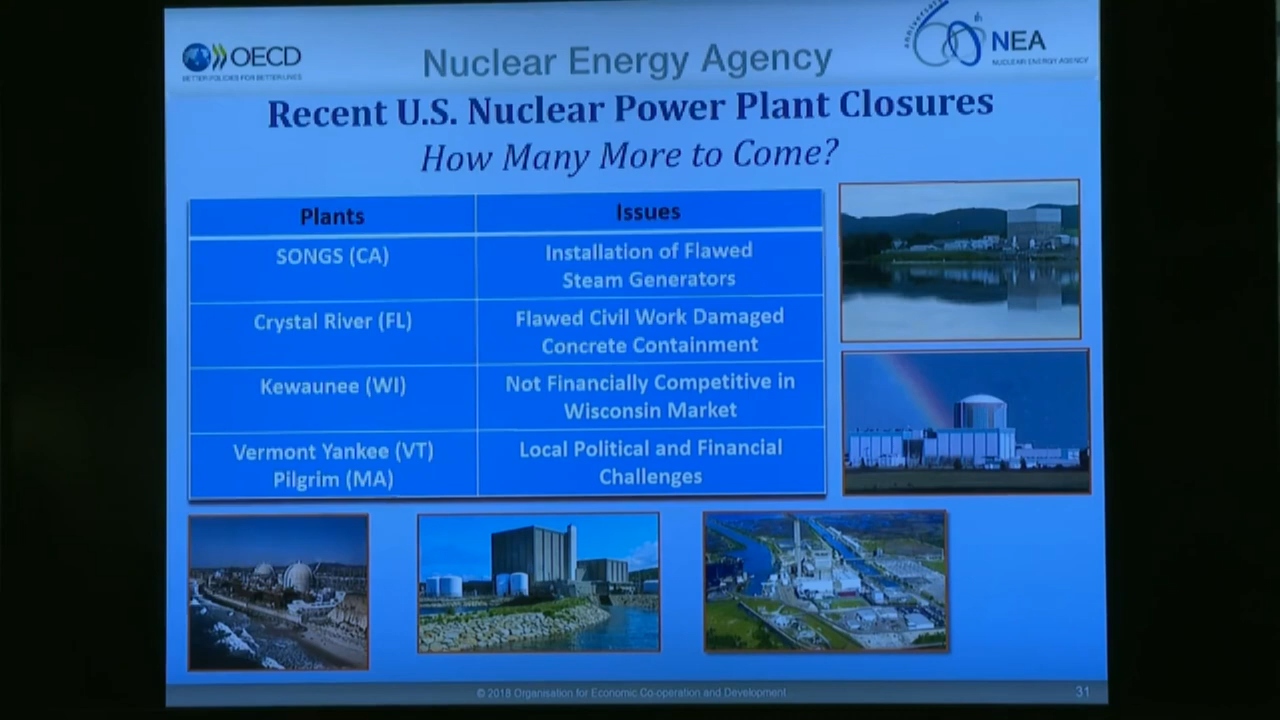 OECD
BETTER POLICIES FOR BETTER LIVES
Nuclear Energy Agency
anniversary
60th
NEA
NUCLEAR ENERGY AGENCY
Recent U.S. Nuclear Power Plant Closures
How Many More to Come?
Plants
Issues
SONGS (CA)
Installation of Flawed
Steam Generators
Crystal River (FL)
Flawed Civil Work Damaged
Concrete Containment
Kewaunee (WI)
Not Financially Competitive in
Wisconsin Market
Vermont Yankee (VT)
Pilgrim (MA)
Local Political and Financial
Challenges
© 2018 Organisation for Economic Co-operation and Development
31